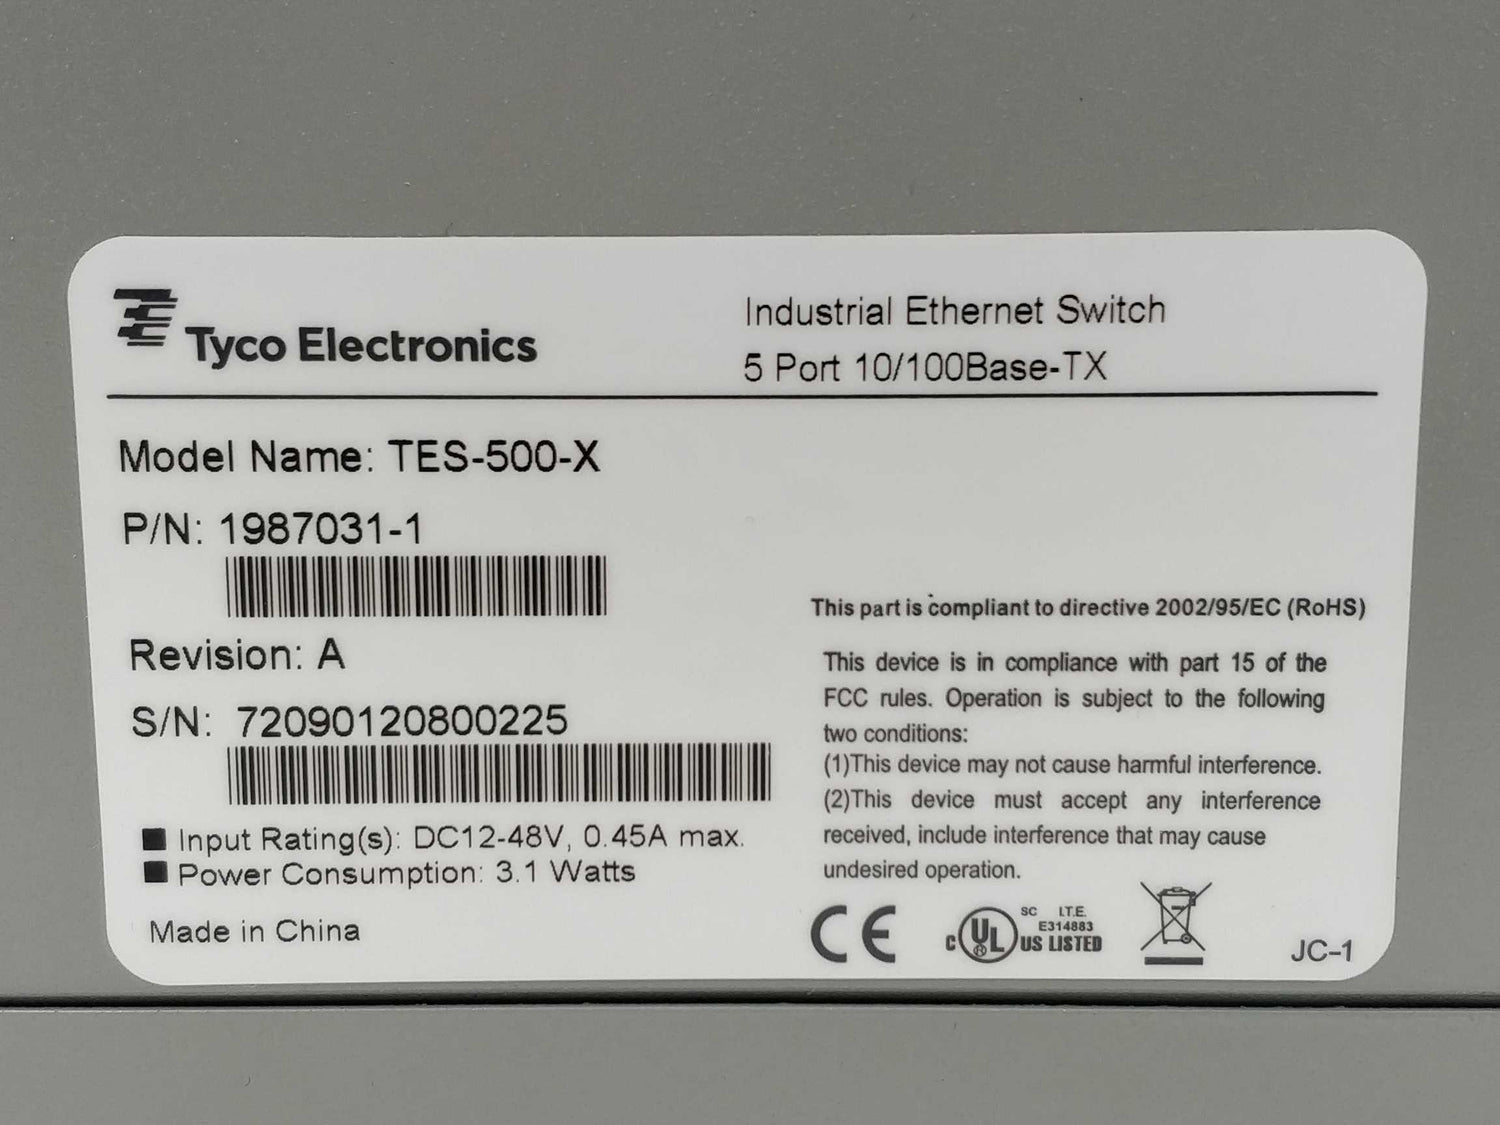 Tyco Electronics
Industrial Ethernet Switch
5 Port 10/100Base-TX
Model Name: TES-500-X
P/N: 1987031-1
Revision: A
S/N: 72090120800225
■ Input Rating(s): DC12-48V, 0.45A max.
■ Power Consumption: 3.1 Watts
Made in China
This part is compliant to directive 2002/95/EC (RoHS)
This device is in compliance with part 15 of the
FCC rules. Operation is subject to the following
two conditions:
(1)This device may not cause harmful interference.
(2)This device must accept any interference
received, include interference that may cause
undesired operation.
CE
c UL ® US LISTED
SC I.T.E.
E314883
JC-1